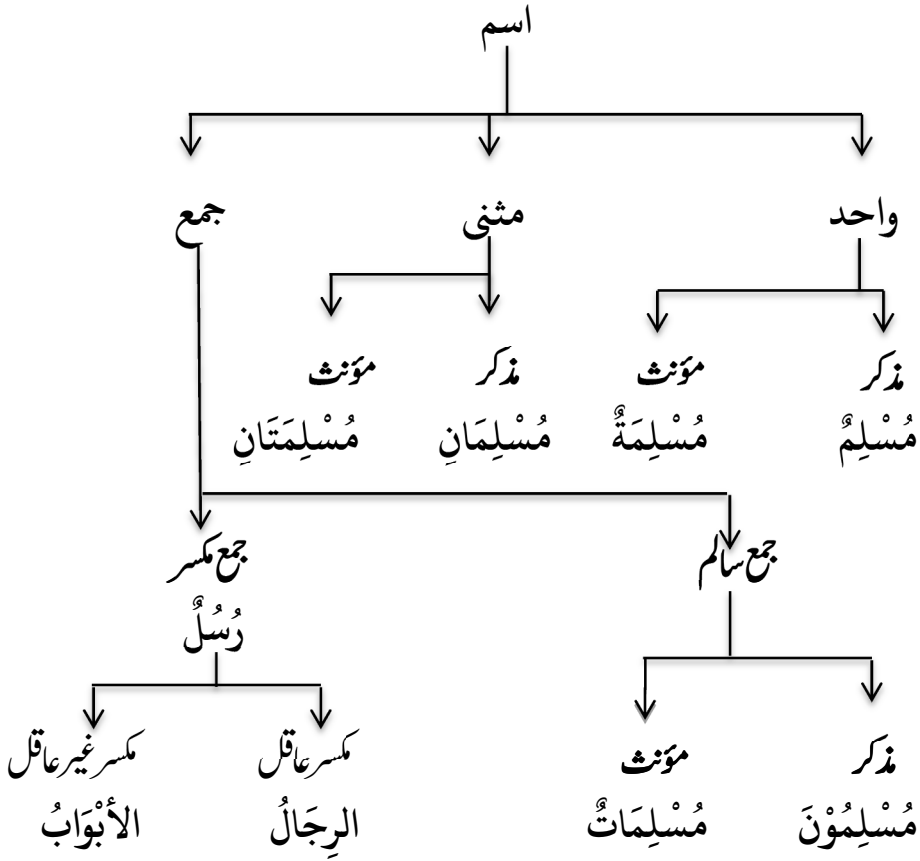 اسم
واحد مثنی جمع
مذکر مؤنث مذکر مؤنث
مُسْلِمٌ مُسْلِمَةٌ مُسْلِمَانِ مُسْلِمَتَانِ
جمع سالم جمع مکسر
رُسُلٌ
مذکر مؤنث مکسر عاقل مکسر غیر عاقل
مُسْلِمُوْنَ مُسْلِمَاتٌ الرِجَالُ الأبْوَابُ